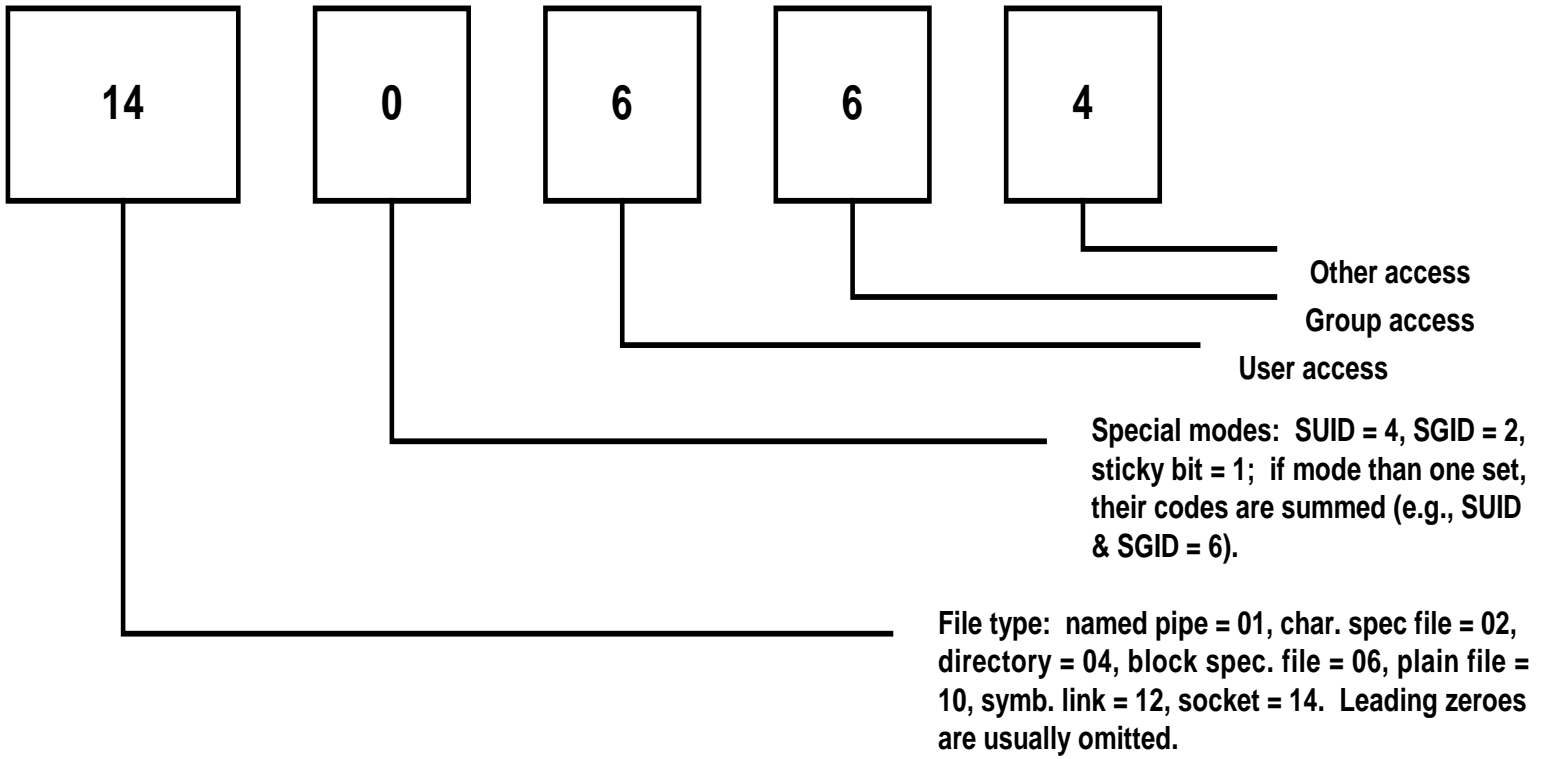 14 0 6 6 4
Other access
Group access
User access
Special modes: SUID = 4, SGID = 2,
sticky bit = 1; if mode than one set,
their codes are summed (e.g., SUID
& SGID = 6).
File type: named pipe = 01, char. spec file = 02,
directory = 04, block spec. file = 06, plain file =
10, symb. link = 12, socket = 14. Leading zeroes
are usually omitted.